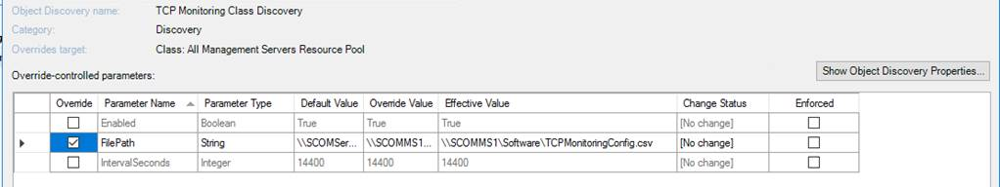 Object Discovery name: TCP Monitoring Class Discovery
Category: Discovery
Overrides target: Class: All Management Servers Resource Pool
Override-controlled parameters: Show Object Discovery Properties...
Override Parameter Name Parameter Type Default Value Override Value Effective Value Change Status Enforced
Enabled Boolean True True True [No change]
FilePath String \\SCOMSer... \\SCOMMS1... \\SCOMMS1\Software\TCPMonitoringConfig.csv [No change]
IntervalSeconds Integer 14400 14400 14400 [No change]